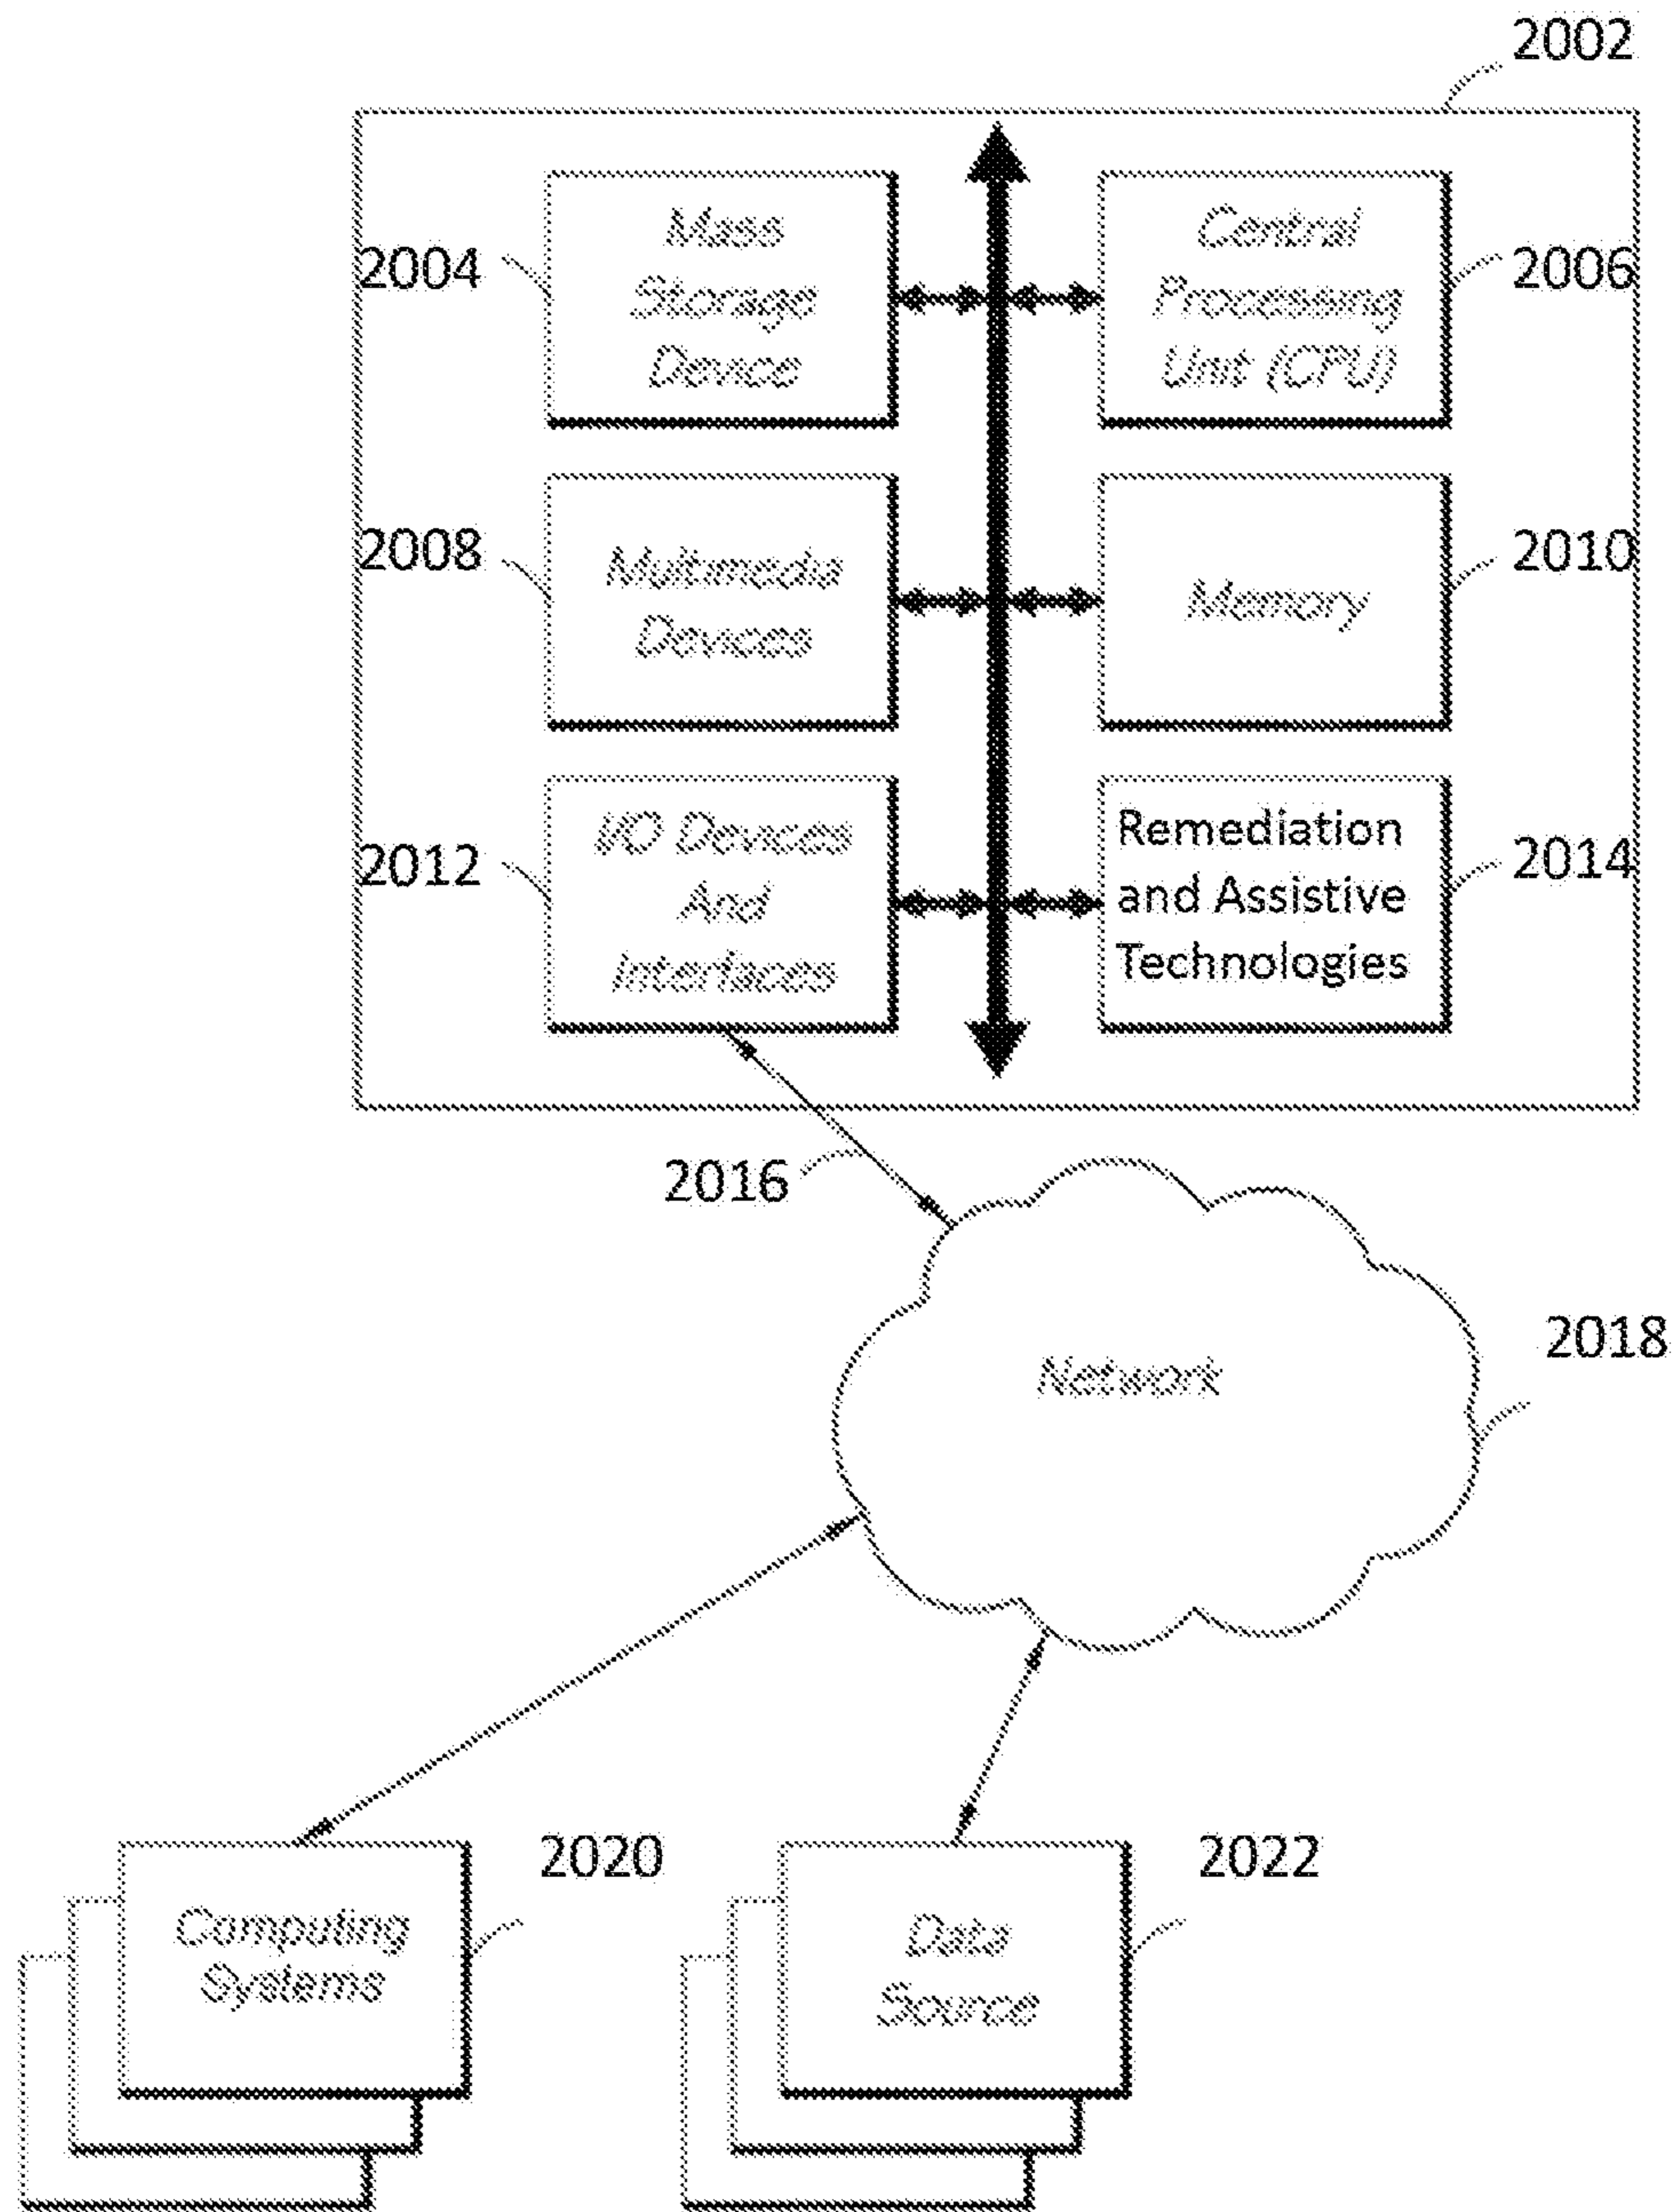 2002
Mass
Storage
Device
2004
Central
Processing
Unit (CPU)
2006
Multimedia
Devices
2008
Memory
2010
I/O Devices
And
Interfaces
2012
Remediation
and Assistive
Technologies
2014
2016
Network
2018
Computing
Systems
2020
Data
Source
2022